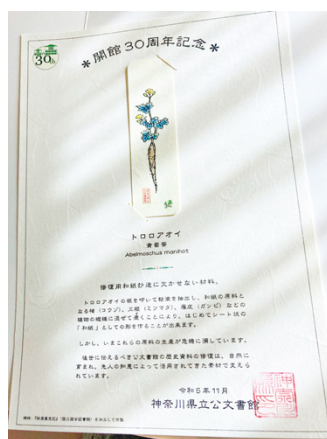 30th
*開館30周年記念*
トロロアオイ
黄蜀葵
Abelmoschus manihot
修復用和紙抄造に欠かせない材料。
トロロアオイの根を叩いて粘液を抽出し、和紙の原料と
なる楮(コウゾ)、三椏(ミツマタ)、雁皮(ガンピ)などの
植物の繊維に混ぜて漉くことにより、はじめてシート状の
「和紙」としての形を作ることが出来ます。
しかし、いまこれらの原料の生産が危機に瀕しています。
後世に伝えるべき公文書館の歴史資料の修復は、自然に
育まれ、先人の知恵によって活用されてきた素材で支えら
れています。
令和5年11月
神奈川県立公文書館